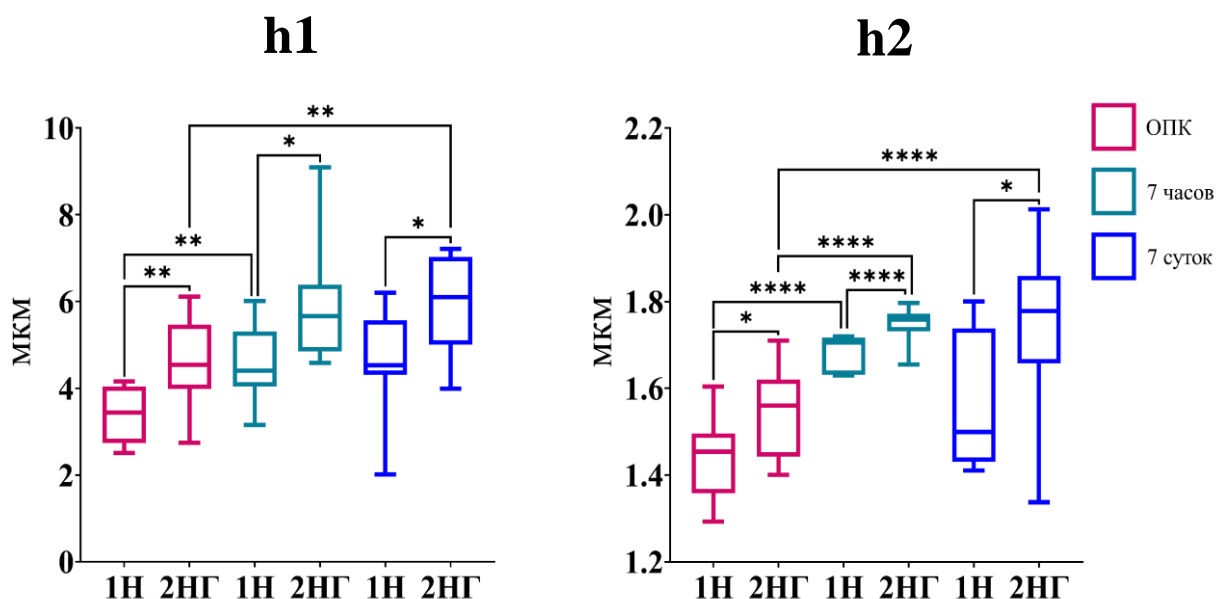 h1
h2
МКМ
10
8
6
4
2
0
**
*
**
**
*
1Н 2НГ 1Н 2НГ 1Н 2НГ
МКМ
2.2
2.0
1.8
1.6
1.4
1.2
****
*
****
****
****
*
1Н 2НГ 1Н 2НГ 1Н 2НГ
ОПК
7 часов
7 суток